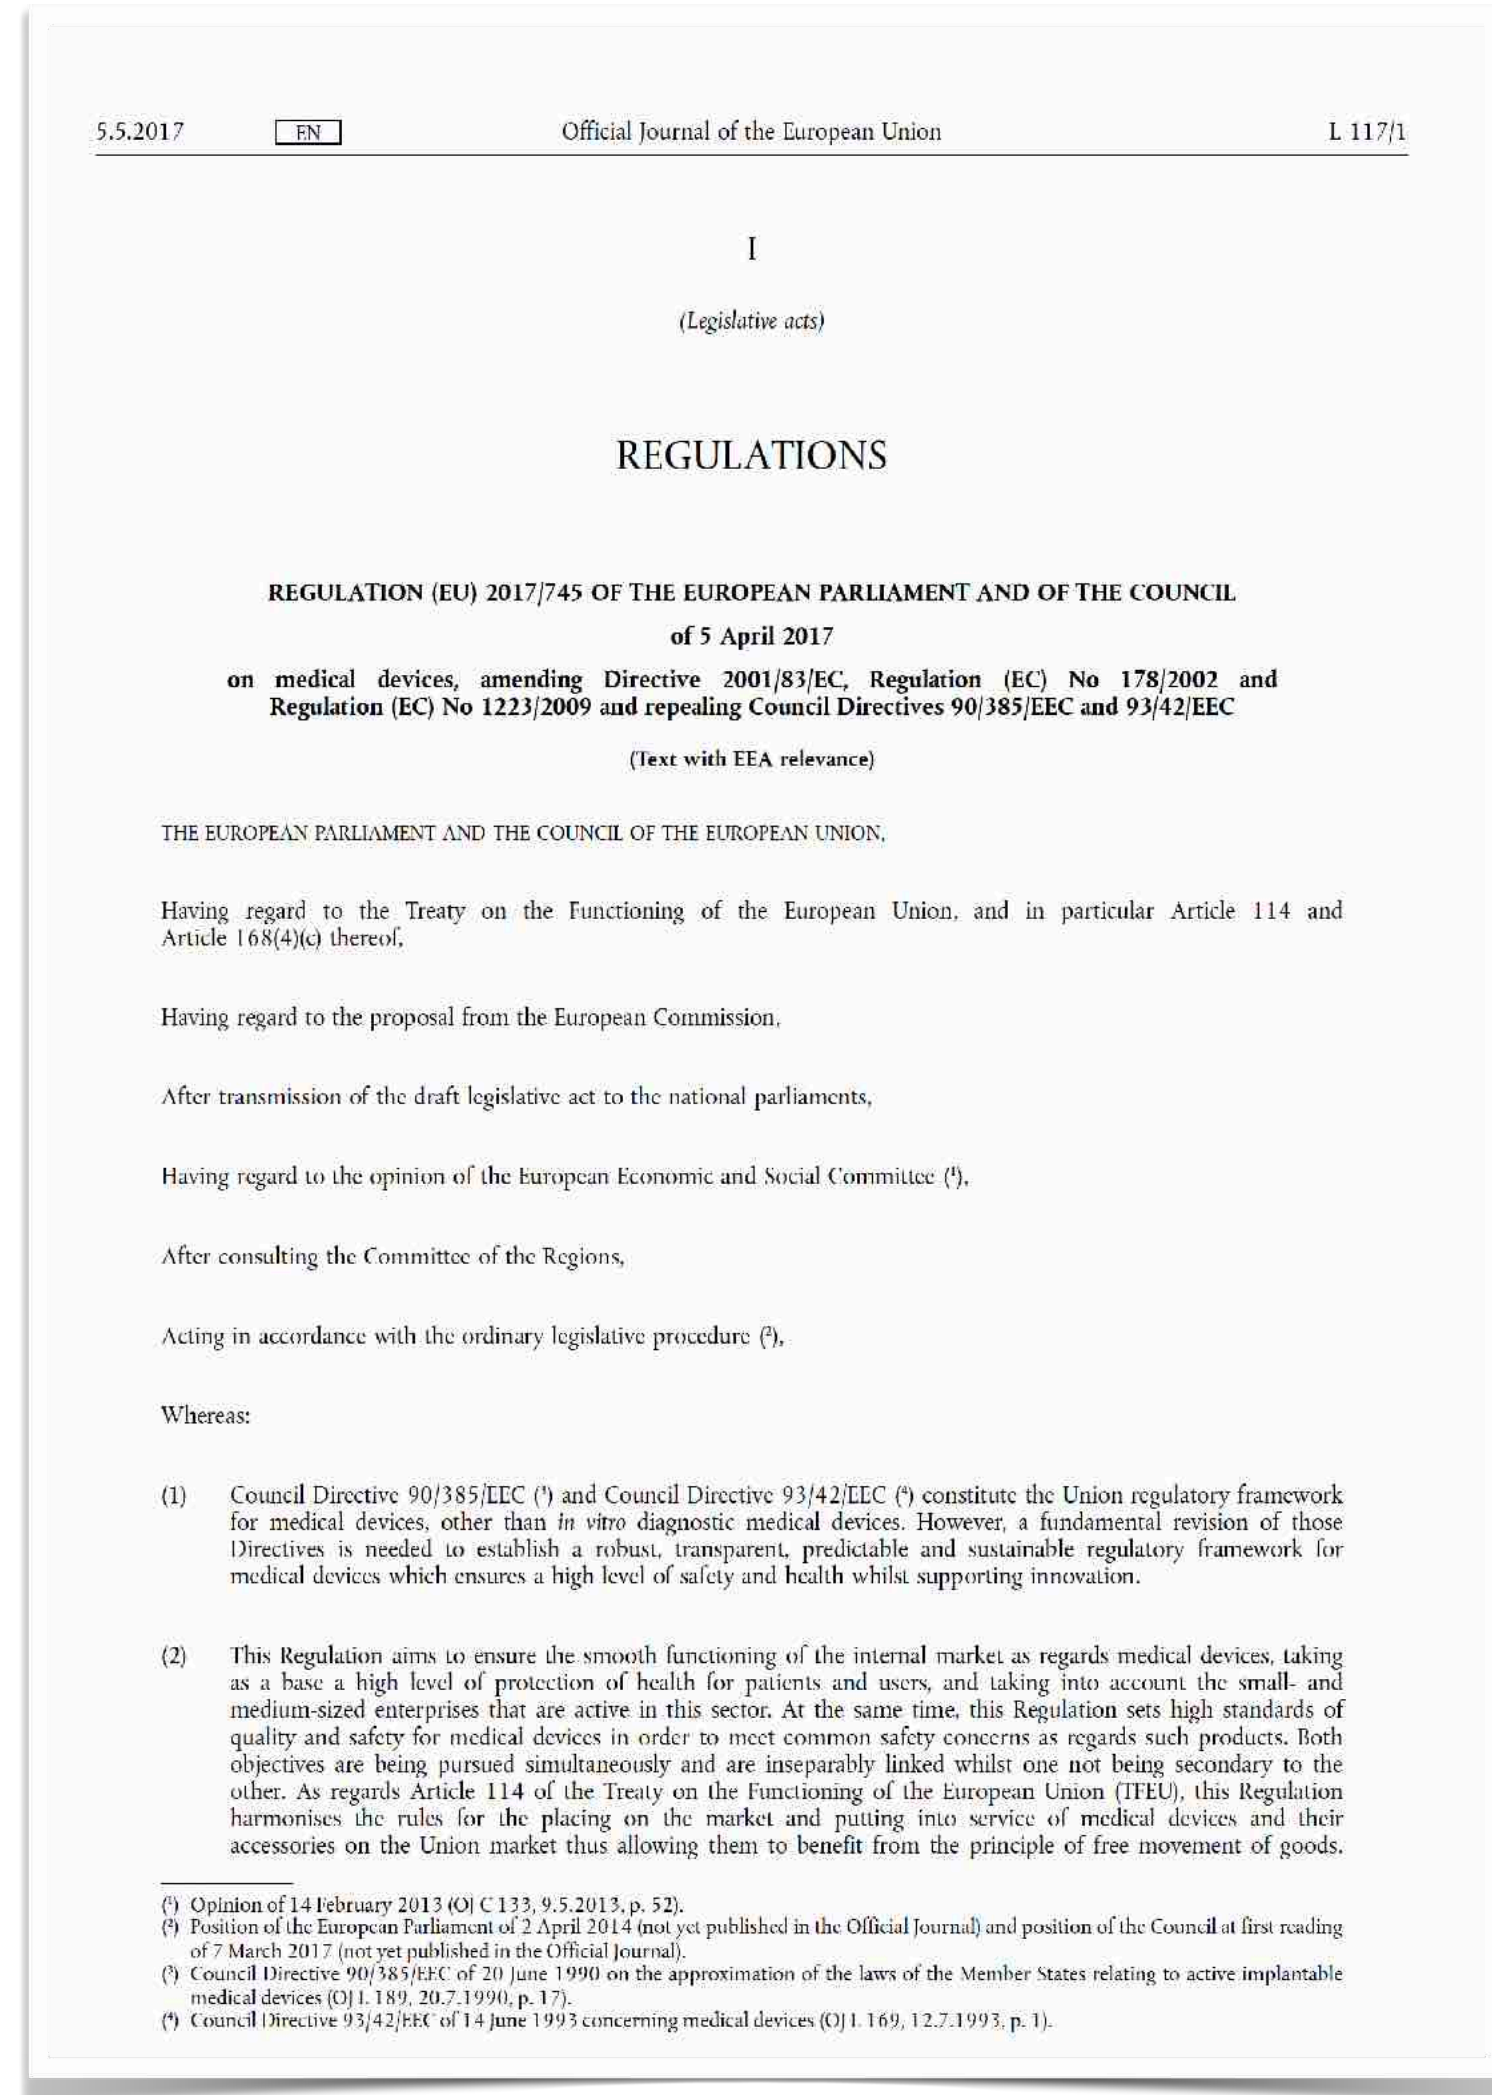 5.5.2017 EN Official Journal of the European Union L 117/1
I
(Legislative acts)
REGULATIONS
REGULATION (EU) 2017/745 OF THE EUROPEAN PARLIAMENT AND OF THE COUNCIL
of 5 April 2017
on medical devices, amending Directive 2001/83/EC, Regulation (EC) No 178/2002 and
Regulation (EC) No 1223/2009 and repealing Council Directives 90/385/EEC and 93/42/EEC
(Text with EEA relevance)
THE EUROPEAN PARLIAMENT AND THE COUNCIL OF THE EUROPEAN UNION,
Having regard to the Treaty on the Functioning of the European Union, and in particular Article 114 and
Article 168(4)(c) thereof,
Having regard to the proposal from the European Commission,
After transmission of the draft legislative act to the national parliaments,
Having regard to the opinion of the European Economic and Social Committee (¹),
After consulting the Committee of the Regions,
Acting in accordance with the ordinary legislative procedure (²),
Whereas:
(1) Council Directive 90/385/EEC (³) and Council Directive 93/42/EEC (⁴) constitute the Union regulatory framework
for medical devices, other than in vitro diagnostic medical devices. However, a fundamental revision of those
Directives is needed to establish a robust, transparent, predictable and sustainable regulatory framework for
medical devices which ensures a high level of safety and health whilst supporting innovation.
(2) This Regulation aims to ensure the smooth functioning of the internal market as regards medical devices, taking
as a base a high level of protection of health for patients and users, and taking into account the small- and
medium-sized enterprises that are active in this sector. At the same time, this Regulation sets high standards of
quality and safety for medical devices in order to meet common safety concerns as regards such products. Both
objectives are being pursued simultaneously and are inseparably linked whilst one not being secondary to the
other. As regards Article 114 of the Treaty on the Functioning of the European Union (TFEU), this Regulation
harmonises the rules for the placing on the market and putting into service of medical devices and their
accessories on the Union market thus allowing them to benefit from the principle of free movement of goods.
(¹) Opinion of 14 February 2013 (OJ C 133, 9.5.2013, p. 52).
(²) Position of the European Parliament of 2 April 2014 (not yet published in the Official Journal) and position of the Council at first reading
of 7 March 2017 (not yet published in the Official Journal).
(³) Council Directive 90/385/EEC of 20 June 1990 on the approximation of the laws of the Member States relating to active implantable
medical devices (OJ L 189, 20.7.1990, p. 17).
(⁴) Council Directive 93/42/EEC of 14 June 1993 concerning medical devices (OJ L 169, 12.7.1993, p. 1).